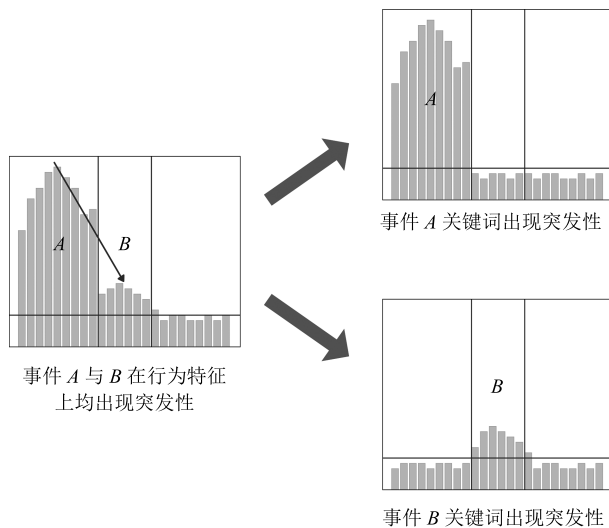 A
事件 A 关键词出现突发性
A
B
事件 A 与 B 在行为特征
上均出现突发性
B
事件 B 关键词出现突发性